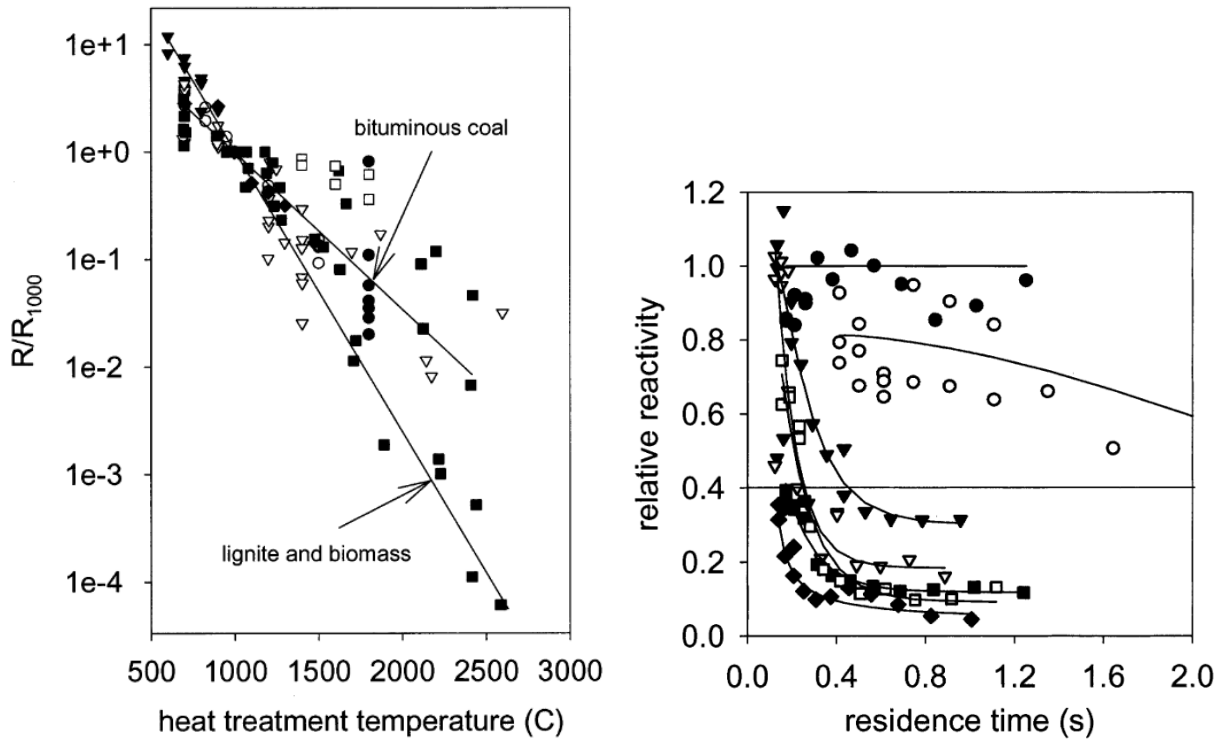 R/R1000
1e+1
1e+0
1e-1
1e-2
1e-3
1e-4
bituminous coal
lignite and biomass
500 1000 1500 2000 2500 3000
heat treatment temperature (C)
relative reactivity
1.2
1.0
0.8
0.6
0.4
0.2
0.0
0.0 0.4 0.8 1.2 1.6 2.0
residence time (s)